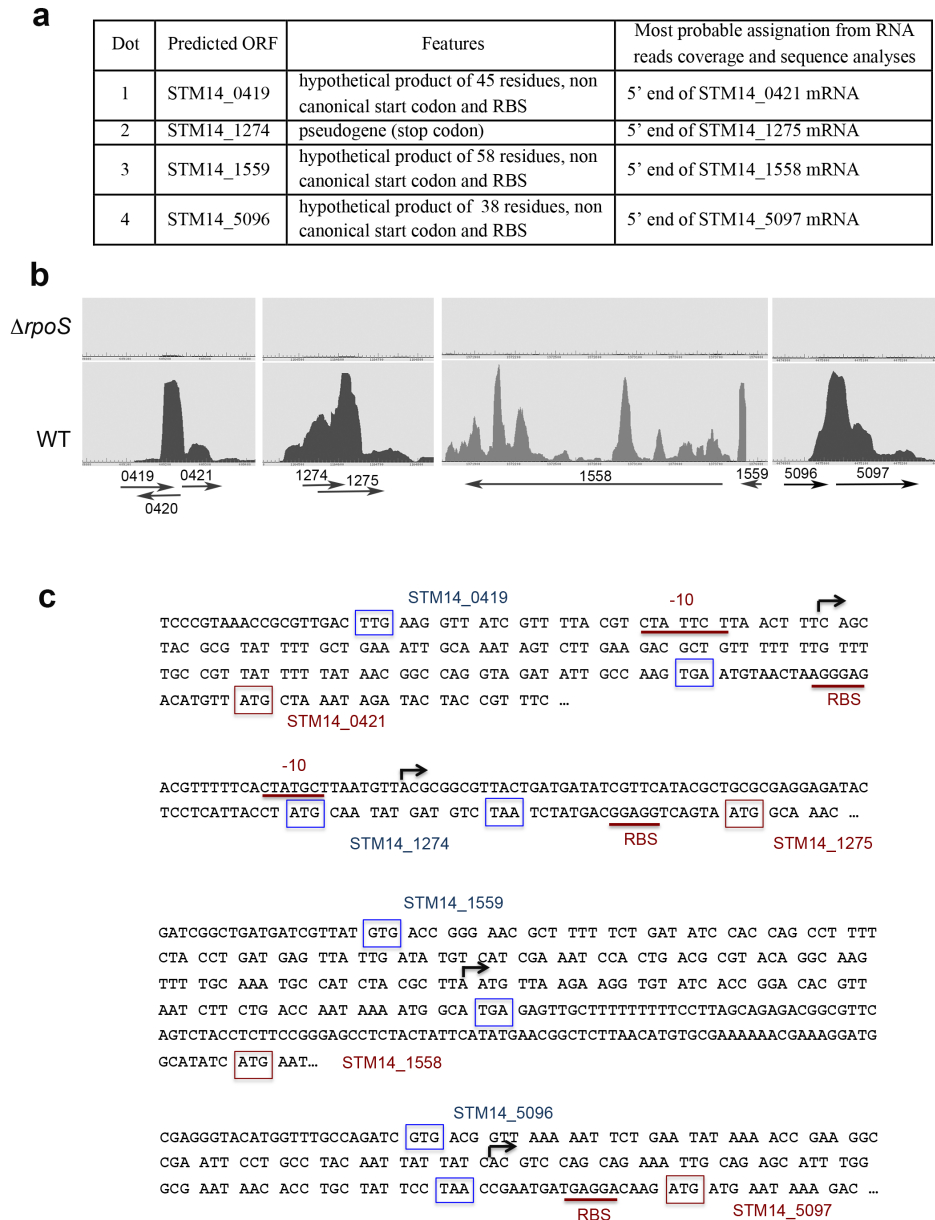 a
Dot Predicted ORF Features Most probable assignation from RNA
reads coverage and sequence analyses
1 STM14_0419 hypothetical product of 45 residues, non
canonical start codon and RBS 5’ end of STM14_0421 mRNA
2 STM14_1274 pseudogene (stop codon) 5’ end of STM14_1275 mRNA
3 STM14_1559 hypothetical product of 58 residues, non
canonical start codon and RBS 5’ end of STM14_1558 mRNA
4 STM14_5096 hypothetical product of 38 residues, non
canonical start codon and RBS 5’ end of STM14_5097 mRNA
b
ΔrpoS
WT
0419 0421 1274 1275 1558 1559 5096 5097
0420
c
STM14_0419 -10
TCCCGTAAACCGCGTTGAC TTG AAG GTT ATC GTT TTA CGT CTA TTCT TA ACT TTC AGC
TAC GCG TAT TTT GCT GAA ATT GCA AAT AGT CTT GAA GAC GCT GTT TTT TTG TTT
TGC CGT TAT TTT TAT AAC GGC CAG GTA GAT ATT GCC AAG TGA ATGTAACTAAGGGAG
ACATGTT ATG CTA AAT AGA TAC TAC CGT TTC ...
STM14_0421 RBS
-10
ACGTTTTTCACTATGCTTAATGTTACGCGGCGTTACTGATGATATCGTTCATACGCTGCGCGAGGAGATAC
TCCTCATTACCT ATG CAA TAT GAT GTC TAA TCTATGACGGAGGTCAGTA ATG GCA AAC ...
STM14_1274 RBS STM14_1275
STM14_1559
GATCGGCTGATGATCGTTAT GTG ACC GGG AAC GCT TTT TCT GAT ATC CAC CAG CCT TTT
CTA CCT GAT GAG TTA TTG ATA TGT CAT CGA AAT CCA CTG ACG CGT ACA GGC AAG
TTT TGC AAA TGC CAT CTA CGC TTA ATG TTA AGA AGG TGT ATC ACC GGA CAC GTT
AAT CTT CTG ACC AAT AAA ATG GCA TGA GAGTTGCTTTTTTTTTCCTTAGCAGAGACGGCGTTC
AGTCTACCTCTTCCGGGAGCCTCTACTATTCATATGAACGGCTCTTAACATGTGCGAAAAAACGAAAGGATG
GCATATC ATG AAT... STM14_1558
STM14_5096
CGAGGGTACATGGTTTGCCAGATC GTG ACG GTT AAA AAT TCT GAA TAT AAA ACC GAA GGC
CGA ATT CCT GCC TAC AAT TAT TAT CAC GTC CAG CAG AAA TTG CAG AGC ATT TGG
GCG AAT AAC ACC TGC TAT TCC TAA CCGAATGATGAGGACAAG ATG ATG AAT AAA GAC ...
RBS STM14_5097